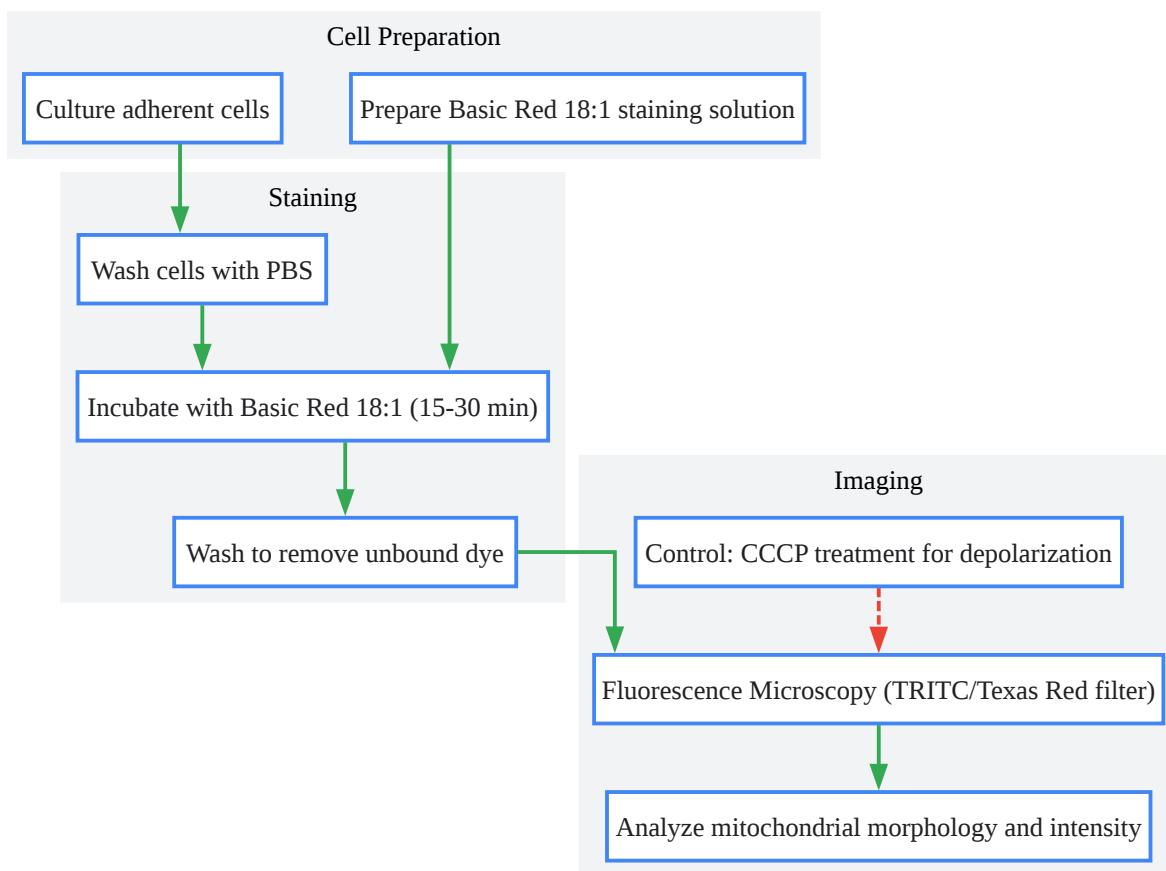 Cell Preparation
Culture adherent cells
Prepare Basic Red 18:1 staining solution
Staining
Wash cells with PBS
Incubate with Basic Red 18:1 (15-30 min)
Wash to remove unbound dye
Imaging
Control: CCCP treatment for depolarization
Fluorescence Microscopy (TRITC/Texas Red filter)
Analyze mitochondrial morphology and intensity